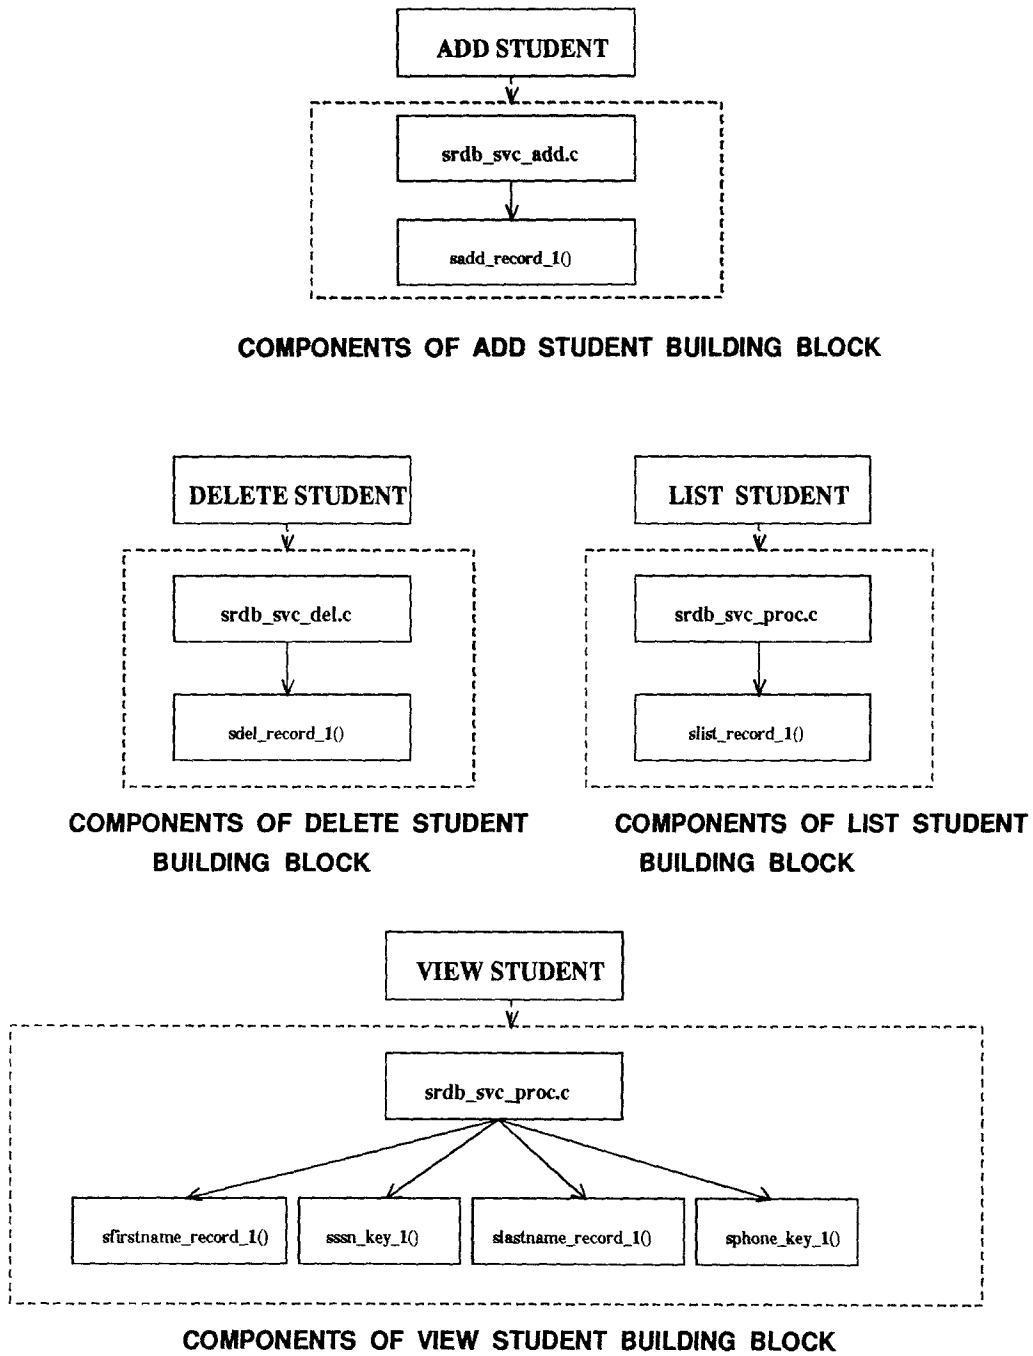 ADD STUDENT
srdb_svc_add.c
sadd_record_1()
COMPONENTS OF ADD STUDENT BUILDING BLOCK
DELETE STUDENT
srdb_svc_del.c
sdel_record_1()
COMPONENTS OF DELETE STUDENT
BUILDING BLOCK
LIST STUDENT
srdb_svc_proc.c
slist_record_1()
COMPONENTS OF LIST STUDENT
BUILDING BLOCK
VIEW STUDENT
srdb_svc_proc.c
sfirstname_record_1()
sssn_key_1()
slastname_record_1()
sphone_key_1()
COMPONENTS OF VIEW STUDENT BUILDING BLOCK